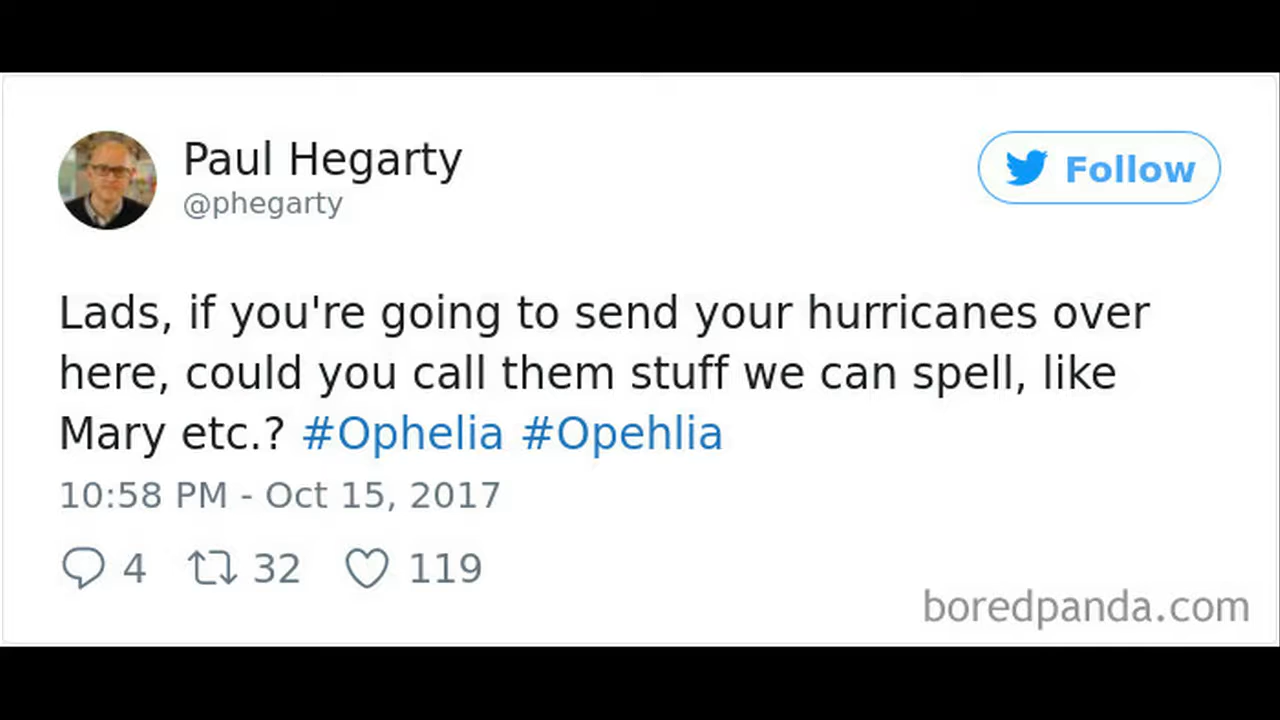 Paul Hegarty
@phegarty
Follow
Lads, if you're going to send your hurricanes over
here, could you call them stuff we can spell, like
Mary etc.? #Ophelia #Opehlia
10:58 PM - Oct 15, 2017
4 32 119
boredpanda.com